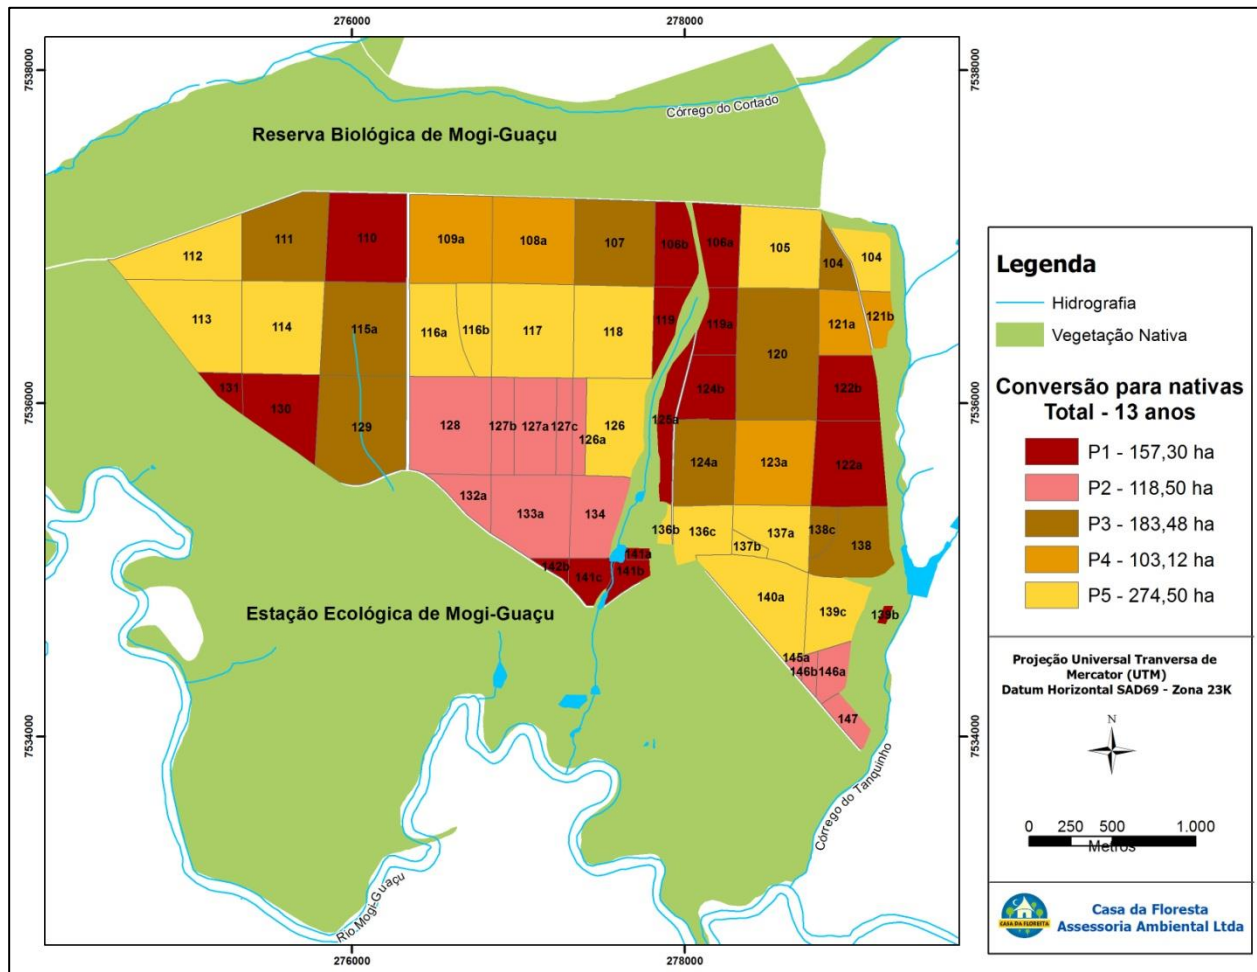 276000 278000
7538000 7538000
Córrego do Cortado
Reserva Biológica de Mogi-Guaçu
112 111 110 109a 108a 107 106b 106a 105 104 104
113 114 115a 116a 116b 117 118 119 119a 120 121a 121b
131 130 129 128 127b 127a 127c 126a 126 125a 124b 122b
7536000 7536000
124a 123a 122a
132a 133a 134 136b 136c 137b 137a 138c 138
142b 141c 141b 141a
140a 139c 139b
Estação Ecológica de Mogi-Guaçu
145a
146b 146a
147
7534000 7534000
Córrego do Tanquinho
Rio Mogi-Guaçu
276000 278000
Legenda
Hidrografia
Vegetação Nativa
Conversão para nativas
Total - 13 anos
P1 - 157,30 ha
P2 - 118,50 ha
P3 - 183,48 ha
P4 - 103,12 ha
P5 - 274,50 ha
Projeção Universal Tranversa de
Mercator (UTM)
Datum Horizontal SAD69 - Zona 23K
N
0 250 500 1.000
Metros
CASA DA FLORESTA
Casa da Floresta
Assessoria Ambiental Ltda